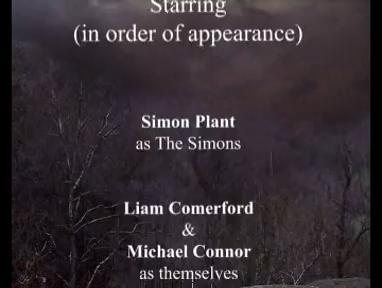 Starring
(in order of appearance)
Simon Plant
as The Simons
Liam Comerford
&
Michael Connor
as themselves